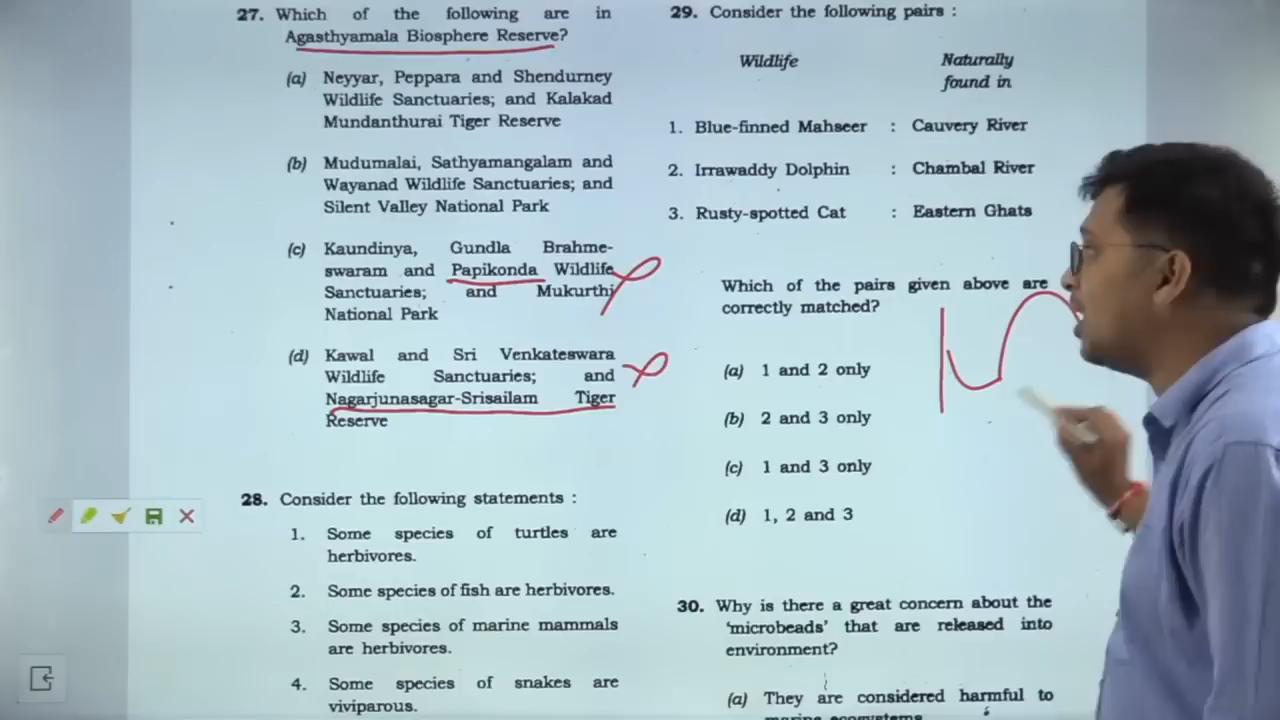 27. Which of the following are in
Agasthyamala Biosphere Reserve?
(a) Neyyar, Peppara and Shendurney
Wildlife Sanctuaries; and Kalakad
Mundanthurai Tiger Reserve
(b) Mudumalai, Sathyamangalam and
Wayanad Wildlife Sanctuaries; and
Silent Valley National Park
(c) Kaundinya, Gundla Brahme-
swaram and Papikonda Wildlife
Sanctuaries; and Mukurthi
National Park
(d) Kawal and Sri Venkateswara
Wildlife Sanctuaries; and
Nagarjunasagar-Srisailam Tiger
Reserve
28. Consider the following statements :
1. Some species of turtles are
herbivores.
2. Some species of fish are herbivores.
3. Some species of marine mammals
are herbivores.
4. Some species of snakes are
viviparous.
29. Consider the following pairs :
Wildlife Naturally
found in
1. Blue-finned Mahseer : Cauvery River
2. Irrawaddy Dolphin : Chambal River
3. Rusty-spotted Cat : Eastern Ghats
Which of the pairs given above are
correctly matched?
(a) 1 and 2 only
(b) 2 and 3 only
(c) 1 and 3 only
(d) 1, 2 and 3
30. Why is there a great concern about the
'microbeads' that are released into
environment?
(a) They are considered harmful to
marine ecosystems